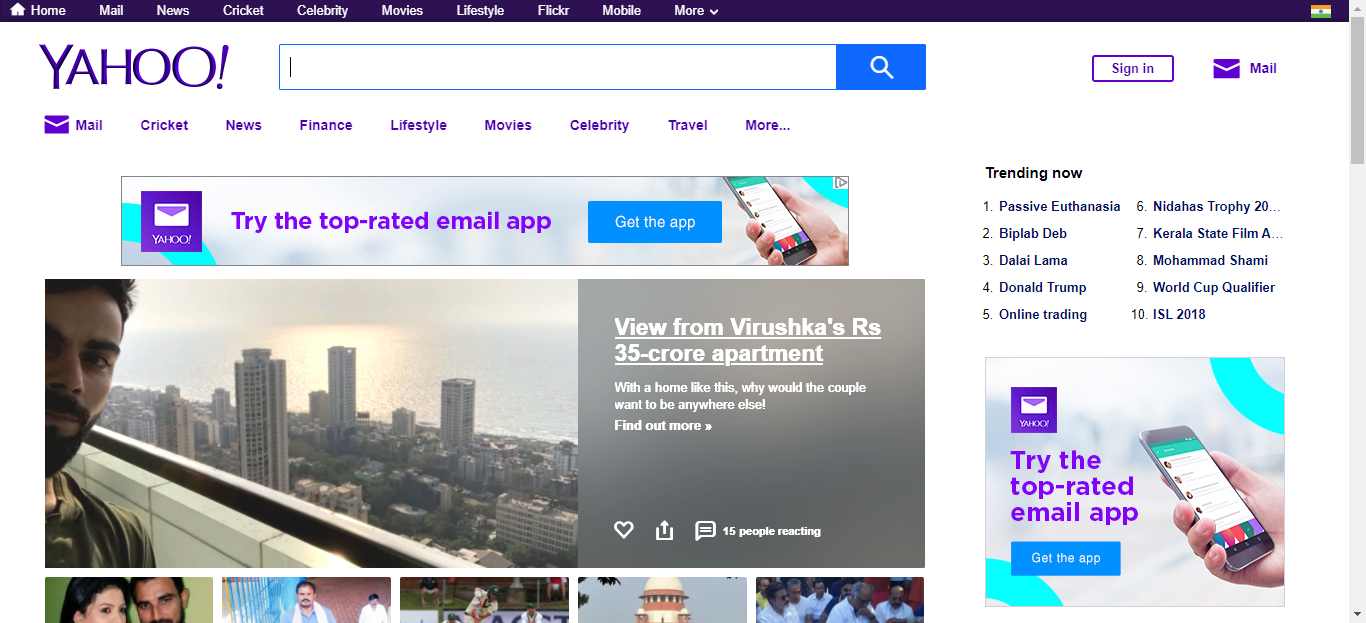 Home Mail News Cricket Celebrity Movies Lifestyle Flickr Mobile More
YAHOO!
Sign in
Mail
Mail Cricket News Finance Lifestyle Movies Celebrity Travel More...
YAHOO!
Try the top-rated email app
Get the app
View from Virushka's Rs
35-crore apartment
With a home like this, why would the couple
want to be anywhere else!
Find out more »
15 people reacting
Trending now
1. Passive Euthanasia
2. Biplab Deb
3. Dalai Lama
4. Donald Trump
5. Online trading
6. Nidahas Trophy 20...
7. Kerala State Film A...
8. Mohammad Shami
9. World Cup Qualifier
10. ISL 2018
YAHOO!
Try the
top-rated
email app
Get the app